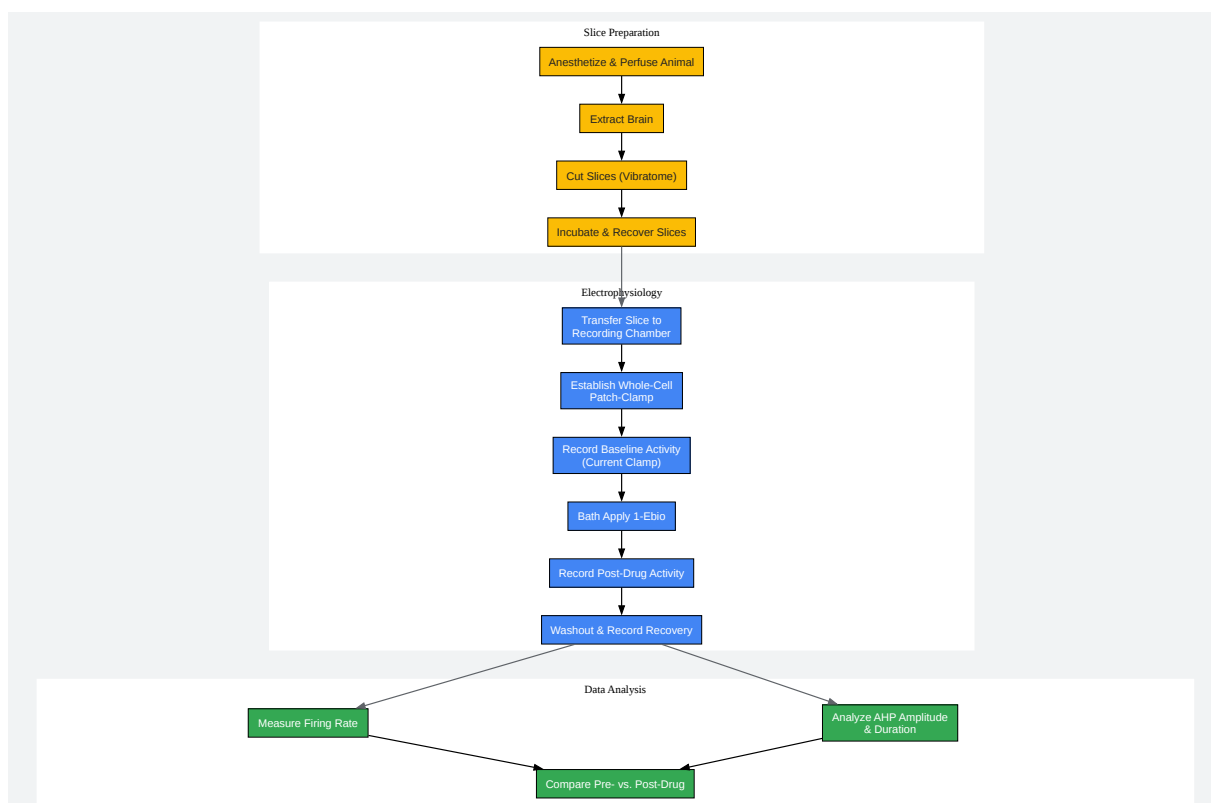 Slice Preparation
Anesthetize & Perfuse Animal
Extract Brain
Cut Slices (Vibratome)
Incubate & Recover Slices
Electrophysiology
Transfer Slice to
Recording Chamber
Establish Whole-Cell
Patch-Clamp
Record Baseline Activity
(Current Clamp)
Bath Apply 1-Ebio
Record Post-Drug Activity
Washout & Record Recovery
Data Analysis
Measure Firing Rate
Analyze AHP Amplitude
& Duration
Compare Pre- vs. Post-Drug